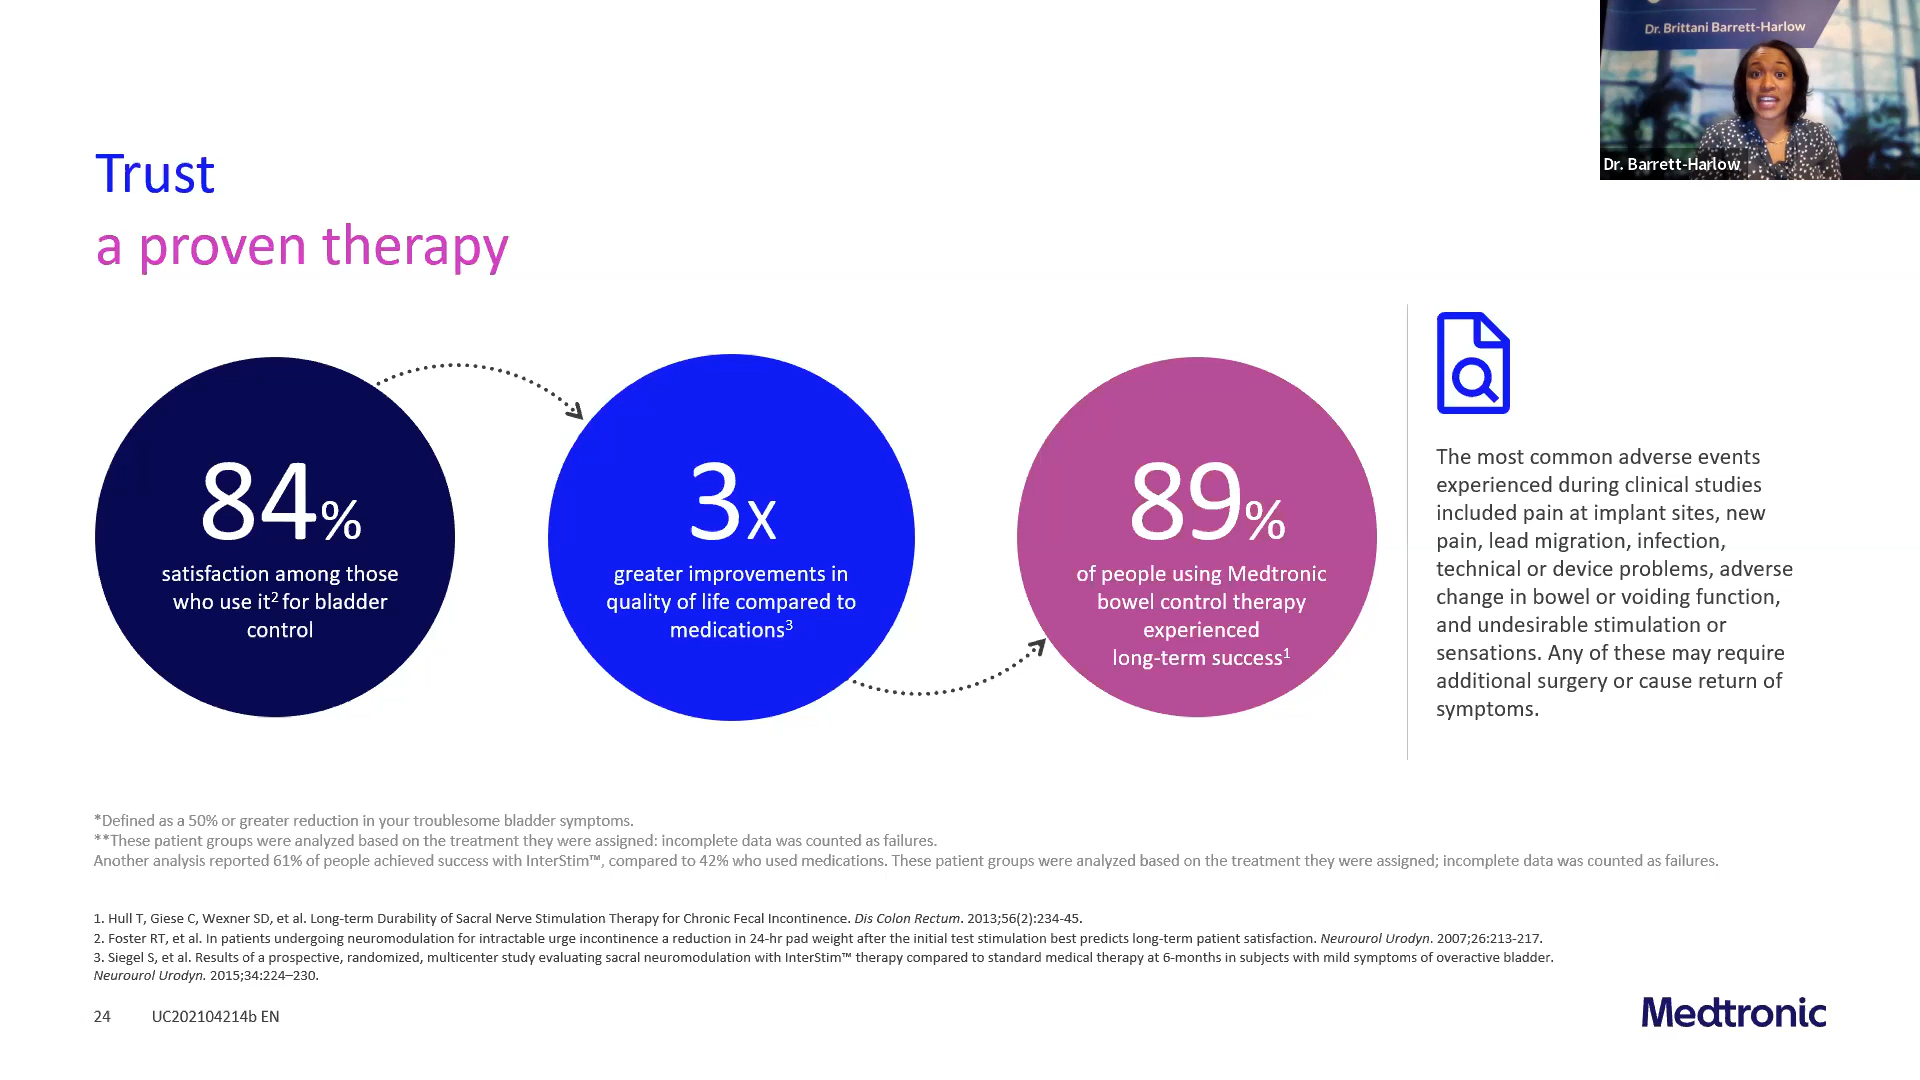 Dr. Brittani Barrett-Harlow
Dr. Barrett-Harlow
Trust
a proven therapy
84%
satisfaction among those
who use it2 for bladder
control
3X
greater improvements in
quality of life compared to
medications3
89%
of people using Medtronic
bowel control therapy
experienced
long-term success1
The most common adverse events
experienced during clinical studies
included pain at implant sites, new
pain, lead migration, infection,
technical or device problems, adverse
change in bowel or voiding function,
and undesirable stimulation or
sensations. Any of these may require
additional surgery or cause return of
symptoms.
*Defined as a 50% or greater reduction in your troublesome bladder symptoms.
**These patient groups were analyzed based on the treatment they were assigned: incomplete data was counted as failures.
Another analysis reported 61% of people achieved success with InterStim™, compared to 42% who used medications. These patient groups were analyzed based on the treatment they were assigned; incomplete data was counted as failures.
1. Hull T, Giese C, Wexner SD, et al. Long-term Durability of Sacral Nerve Stimulation Therapy for Chronic Fecal Incontinence. Dis Colon Rectum. 2013;56(2):234-45.
2. Foster RT, et al. In patients undergoing neuromodulation for intractable urge incontinence a reduction in 24-hr pad weight after the initial test stimulation best predicts long-term patient satisfaction. Neurourol Urodyn. 2007;26:213-217.
3. Siegel S, et al. Results of a prospective, randomized, multicenter study evaluating sacral neuromodulation with InterStim™ therapy compared to standard medical therapy at 6-months in subjects with mild symptoms of overactive bladder.
Neurourol Urodyn. 2015;34:224–230.
24 UC202104214b EN
Medtronic